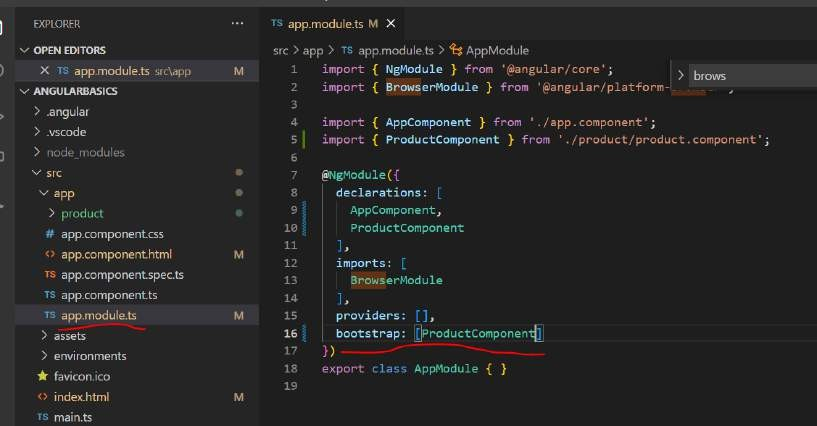 EXPLORER
...
OPEN EDITORS
TS app.module.ts src\app M
ANGULARBASICS
.angular
.vscode
node_modules
src
app
product
# app.component.css
<> app.component.html M
TS app.component.spec.ts
TS app.component.ts
TS app.module.ts M
assets
environments
favicon.ico
<> index.html M
TS main.ts
TS app.module.ts M
src > app > TS app.module.ts > AppModule
brows
1 import { NgModule } from '@angular/core';
2 import { BrowserModule } from '@angular/platform-
3
4 import { AppComponent } from './app.component';
5 import { ProductComponent } from './product/product.component';
6
7 @NgModule({
8 declarations: [
9 AppComponent,
10 ProductComponent
11 ],
12 imports: [
13 BrowserModule
14 ],
15 providers: [],
16 bootstrap: [ProductComponent]
17 })
18 export class AppModule { }
19